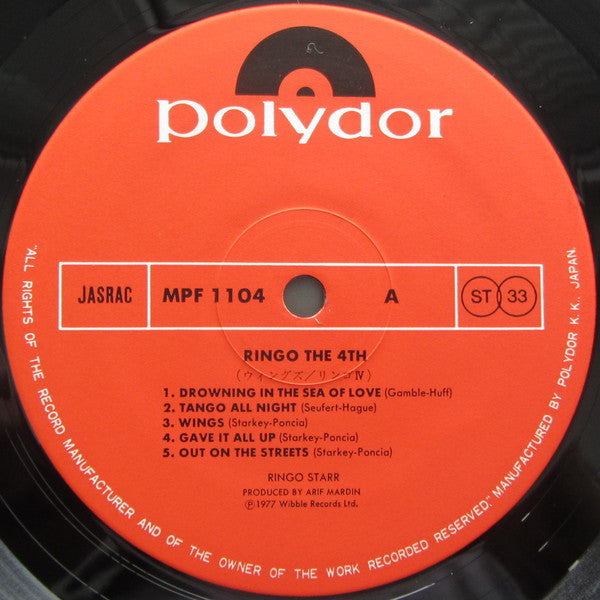 polydor
JASRAC
MPF 1104
A
ST 33
RINGO THE 4TH
(ウィングズ/リンゴⅣ)
1. DROWNING IN THE SEA OF LOVE (Gamble-Huff)
2. TANGO ALL NIGHT (Seufert-Hague)
3. WINGS (Starkey-Poncia)
4. GAVE IT ALL UP (Starkey-Poncia)
5. OUT ON THE STREETS (Starkey-Poncia)
RINGO STARR
PRODUCED BY ARIF MARDIN
Ⓟ1977 Wibble Records Ltd.
"ALL RIGHTS OF THE RECORD MANUFACTURER AND OF THE OWNER OF THE WORK RECORDED RESERVED." MANUFACTURED BY POLYDOR K.K., JAPAN.